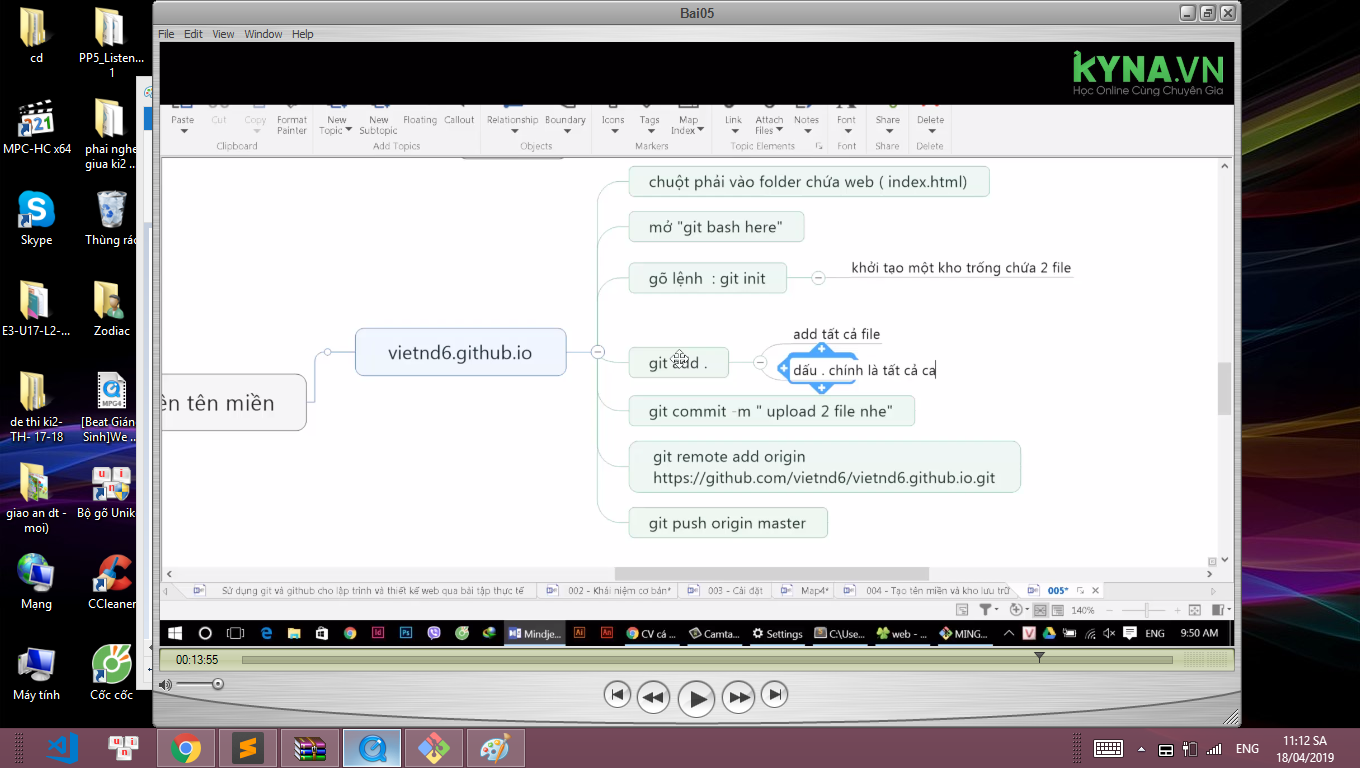 Bai05
File Edit View Window Help
KYNA.VN
Học Online Cùng Chuyên Gia
cd
PP5_Listen...
1
MPC-HC x64
phai nghe
giua ki2 ...
Skype
Thùng rác
E3-U17-L2-...
Zodiac
de thi ki2-
TH- 17-18
[Beat Gián
Sinh]We ...
giao an dt -
moi)
Bộ gõ Unik
Mạng
CCleaner
Máy tính
Cốc cốc
Paste Cut Copy Format
Painter
Clipboard
New
Topic
New
Subtopic
Floating Callout
Add Topics
Relationship Boundary
Objects
Icons Tags Map
Index
Markers
Link Attach
Files
Notes
Topic Elements
Font
Font
Share
Share
Delete
Delete
chuột phải vào folder chứa web ( index.html)
mở "git bash here"
gõ lệnh : git init
khởi tạo một kho trống chứa 2 file
add tất cả file
vietnd6.github.io
git add .
dấu . chính là tất cả ca
ên tên miền
git commit -m " upload 2 file nhe"
git remote add origin
https://github.com/vietnd6/vietnd6.github.io.git
git push origin master
Sử dụng git và github cho lập trình và thiết kế web qua bài tập thực tế
002 - Khái niệm cơ bản*
003 - Cài đặt
Map4*
004 - Tạo tên miền và kho lưu trữ
005*
140%
Mindje...
CV cá ...
Camta...
Settings
C:\Use...
web - ...
MING...
ENG
9:50 AM
00:13:55
ENG
11:12 SA
18/04/2019